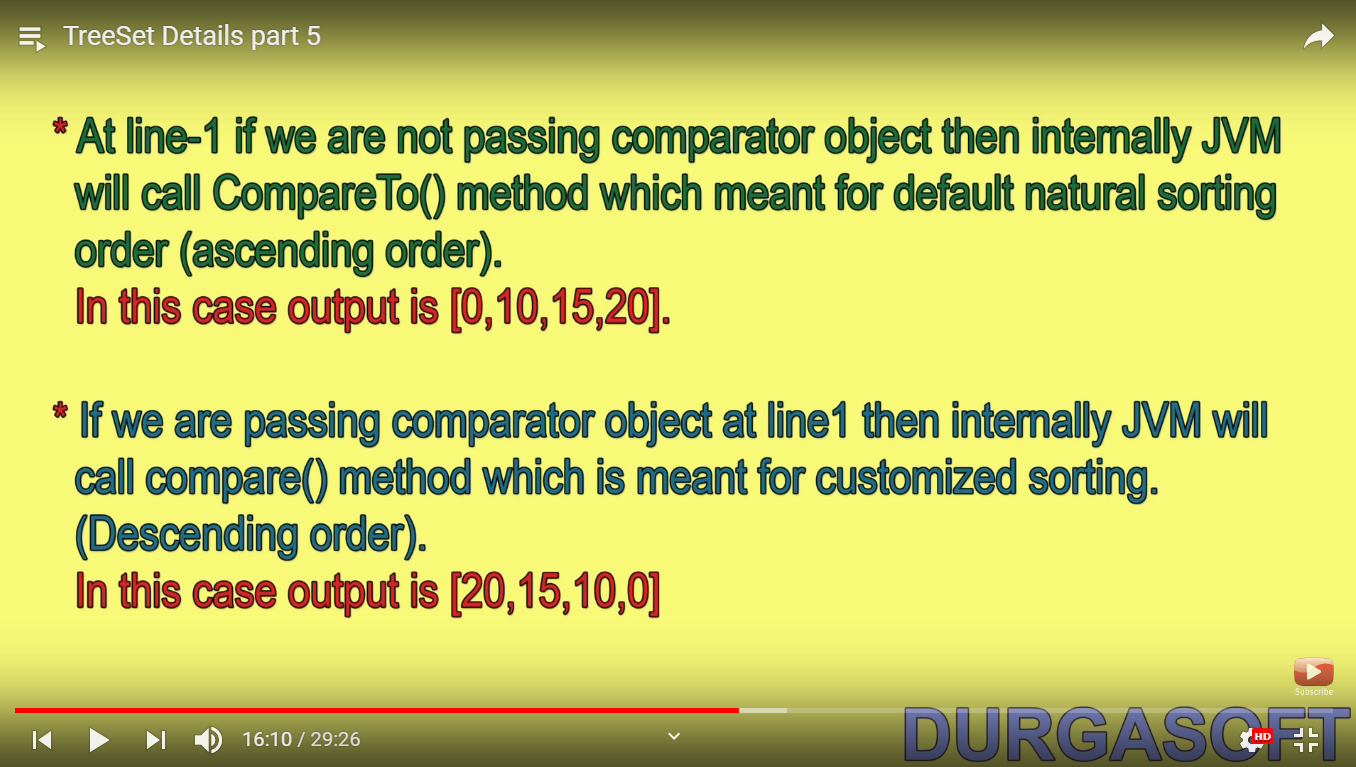 TreeSet Details part 5
* At line-1 if we are not passing comparator object then internally JVM
will call CompareTo() method which meant for default natural sorting
order (ascending order).
In this case output is [0,10,15,20].
* If we are passing comparator object at line1 then internally JVM will
call compare() method which is meant for customized sorting.
(Descending order).
In this case output is [20,15,10,0]
Subscribe
16:10 / 29:26
DURGASOFT
HD